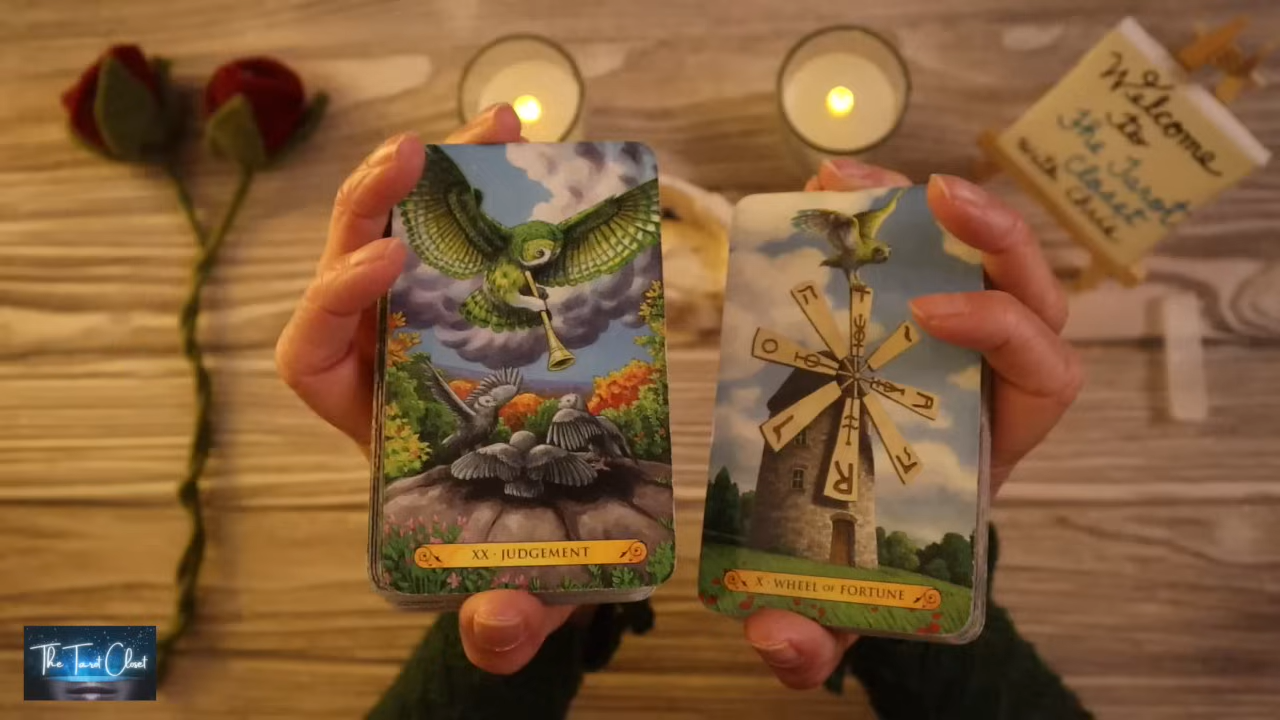 Welcome
to
The Tarot
Closet
with Chris
XX · JUDGEMENT
X · WHEEL OF FORTUNE
T
A
R
O
The Tarot Closet